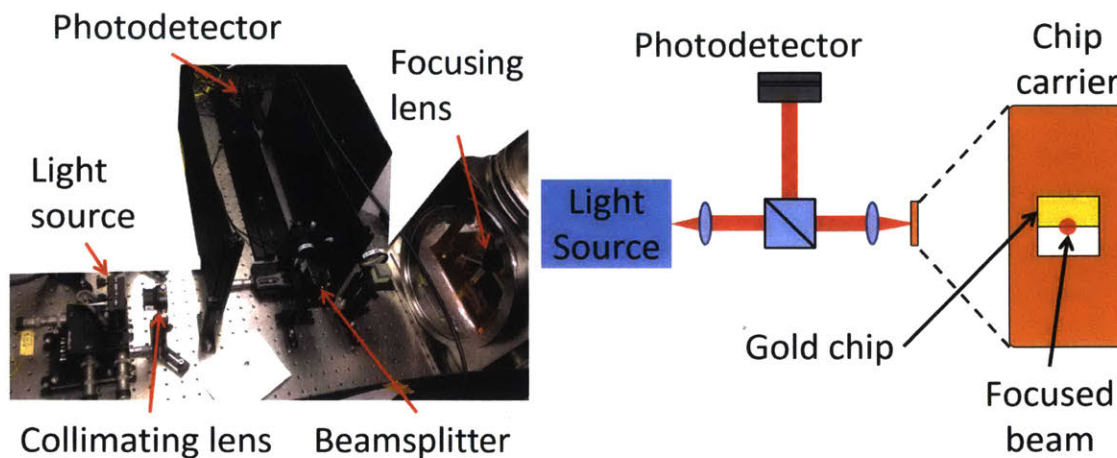 Photodetector
Focusing
lens
Light
source
Collimating lens
Beamsplitter
Photodetector
Chip
carrier
Light
Source
Gold chip
Focused
beam